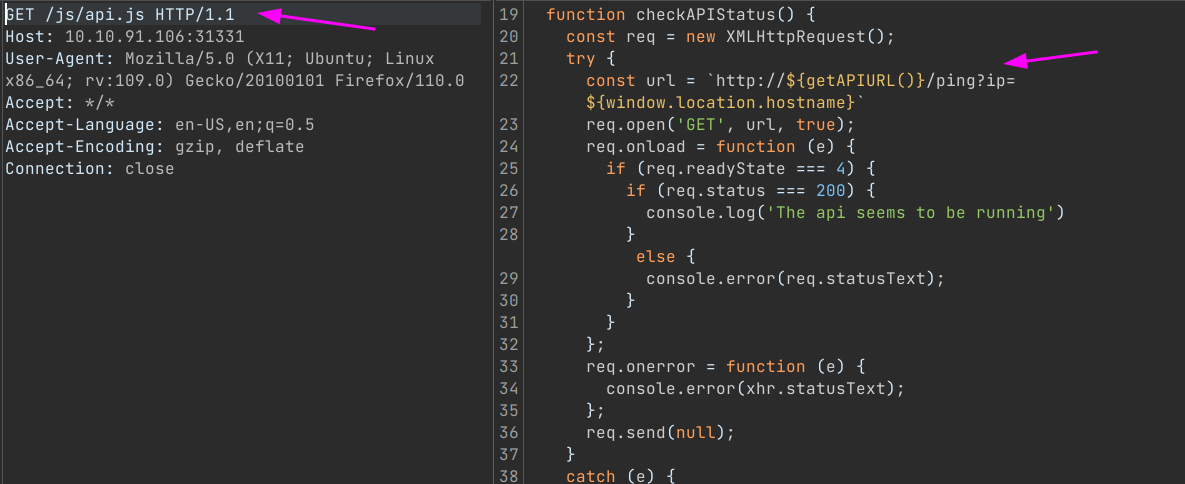 GET /js/api.js HTTP/1.1
Host: 10.10.91.106:31331
User-Agent: Mozilla/5.0 (X11; Ubuntu; Linux
x86_64; rv:109.0) Gecko/20100101 Firefox/110.0
Accept: */*
Accept-Language: en-US,en;q=0.5
Accept-Encoding: gzip, deflate
Connection: close
19 function checkAPIStatus() {
20 const req = new XMLHttpRequest();
21 try {
22 const url = `http://${getAPIURL()}/ping?ip=
${window.location.hostname}`
23 req.open('GET', url, true);
24 req.onload = function (e) {
25 if (req.readyState === 4) {
26 if (req.status === 200) {
27 console.log('The api seems to be running')
28 }
else {
29 console.error(req.statusText);
30 }
31 }
32 };
33 req.onerror = function (e) {
34 console.error(xhr.statusText);
35 };
36 req.send(null);
37 }
38 catch (e) {